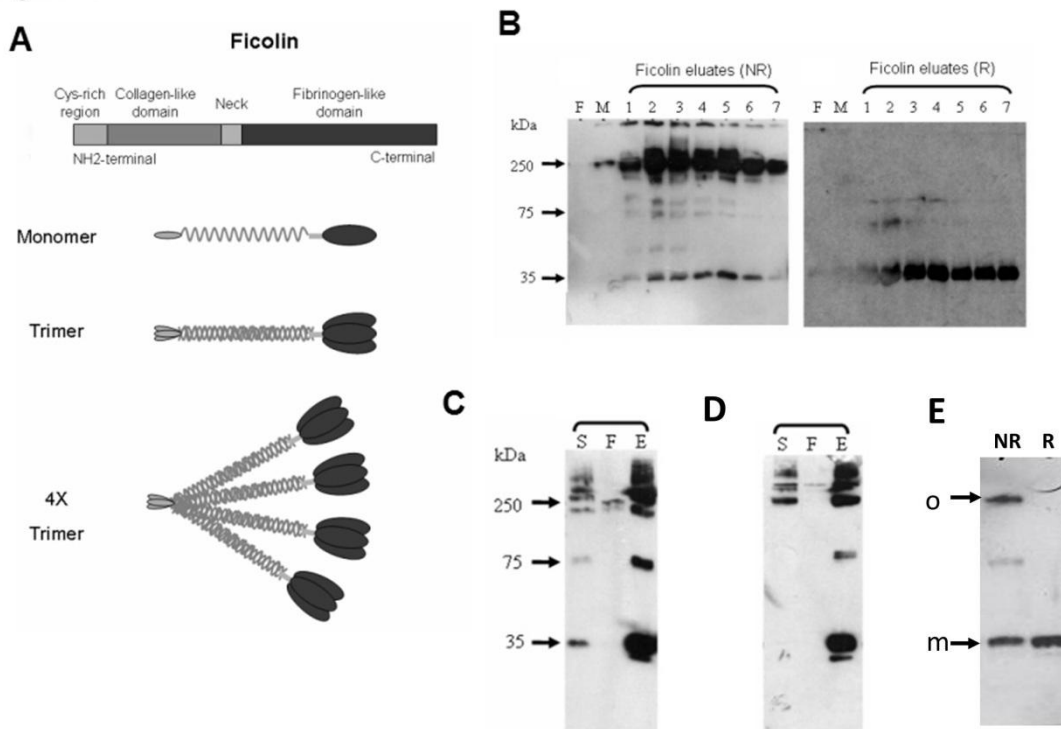 A
Ficolin
Cys-rich region
Collagen-like domain
Neck
Fibrinogen-like domain
NH2-terminal
C-terminal
Monomer
Trimer
4X
Trimer
B
Ficolin eluates (NR)
F M 1 2 3 4 5 6 7
kDa
250
75
35
Ficolin eluates (R)
F M 1 2 3 4 5 6 7
C
S F E
kDa
250
75
35
D
S F E
E
NR R
o
m